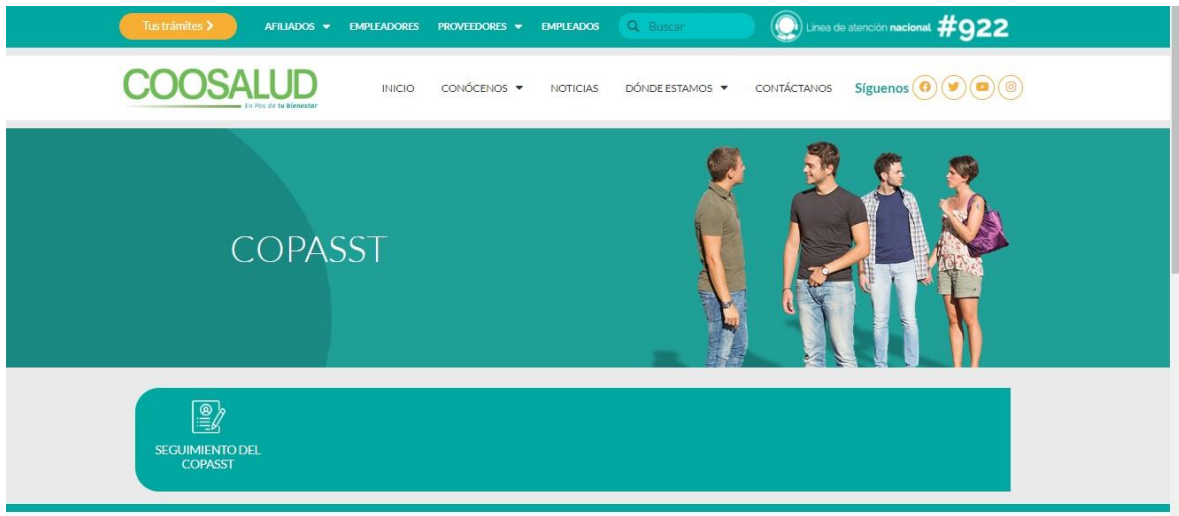 Tus trámites
AFILIADOS EMPLEADORES PROVEEDORES EMPLEADOS
Buscar
Línea de atención nacional #922
COOSALUD
En Pos de tu bienestar
INICIO CONÓCENOS NOTICIAS DÓNDE ESTAMOS CONTÁCTANOS
Síguenos
COPASST
SEGUIMIENTO DEL
COPASST